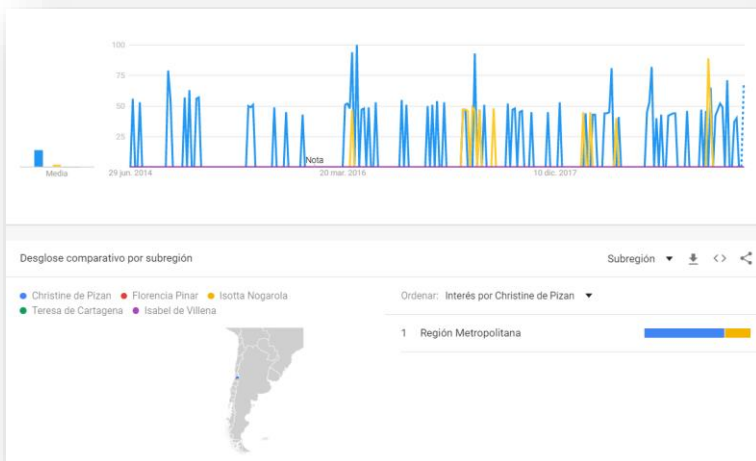 100
75
50
25
Nota
Media
29 jun. 2014
20 mar. 2016
10 dic. 2017
Desglose comparativo por subregión
Subregión
Christine de Pizan Florencia Pinar Isotta Nogarola
Teresa de Cartagena Isabel de Villena
Ordenar: Interés por Christine de Pizan
1 Región Metropolitana